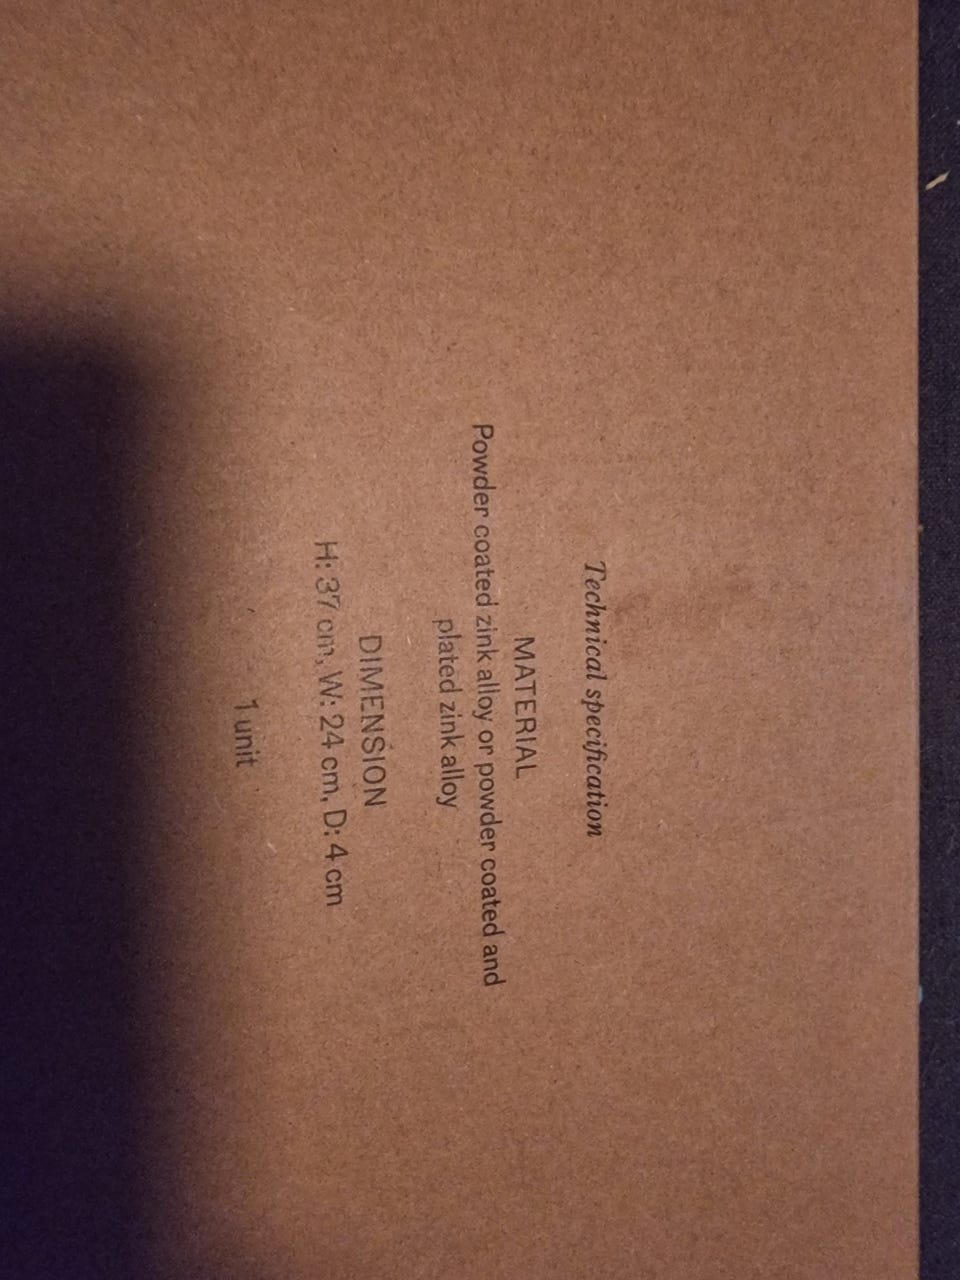 Technical specification
MATERIAL
Powder coated zink alloy or powder coated and
plated zink alloy
DIMENSION
H: 37 cm, W: 24 cm, D: 4 cm
1 unit